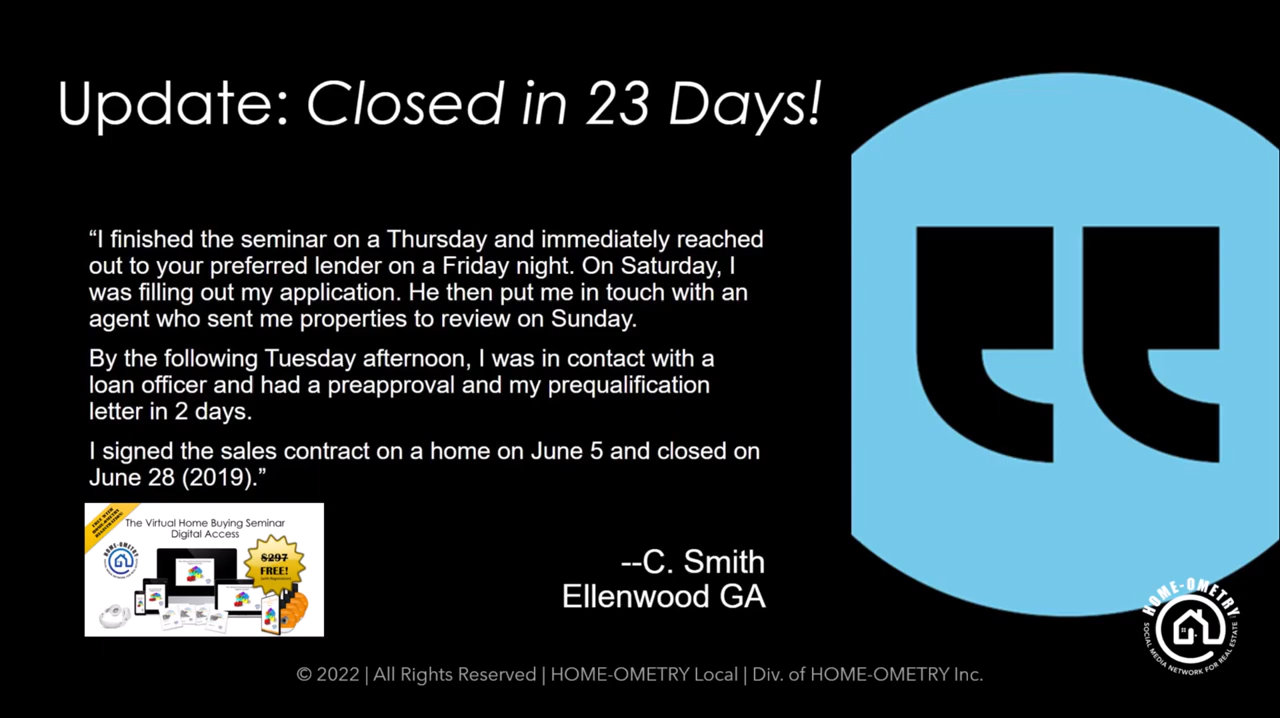 Update: Closed in 23 Days!
“I finished the seminar on a Thursday and immediately reached
out to your preferred lender on a Friday night. On Saturday, I
was filling out my application. He then put me in touch with an
agent who sent me properties to review on Sunday.
By the following Tuesday afternoon, I was in contact with a
loan officer and had a preapproval and my prequalification
letter in 2 days.
I signed the sales contract on a home on June 5 and closed on
June 28 (2019).”
The Virtual Home Buying Seminar
Digital Access
HOME-OMETRY
$297
FREE!
--C. Smith
Ellenwood GA
HOME-OMETRY
SOCIAL MEDIA NETWORK FOR REAL ESTATE
© 2022 | All Rights Reserved | HOME-OMETRY Local | Div. of HOME-OMETRY Inc.